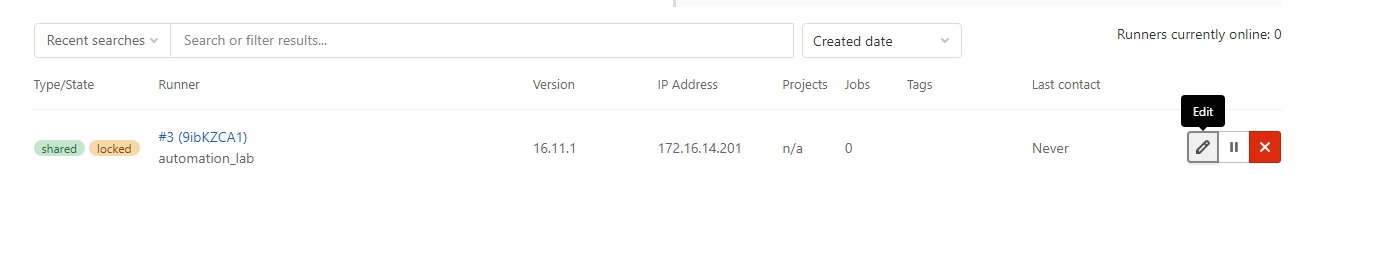 Recent searches Search or filter results... Created date Runners currently online: 0
Type/State Runner Version IP Address Projects Jobs Tags Last contact
Edit
shared locked #3 (9ibKZCA1) 16.11.1 172.16.14.201 n/a 0 Never
automation_lab